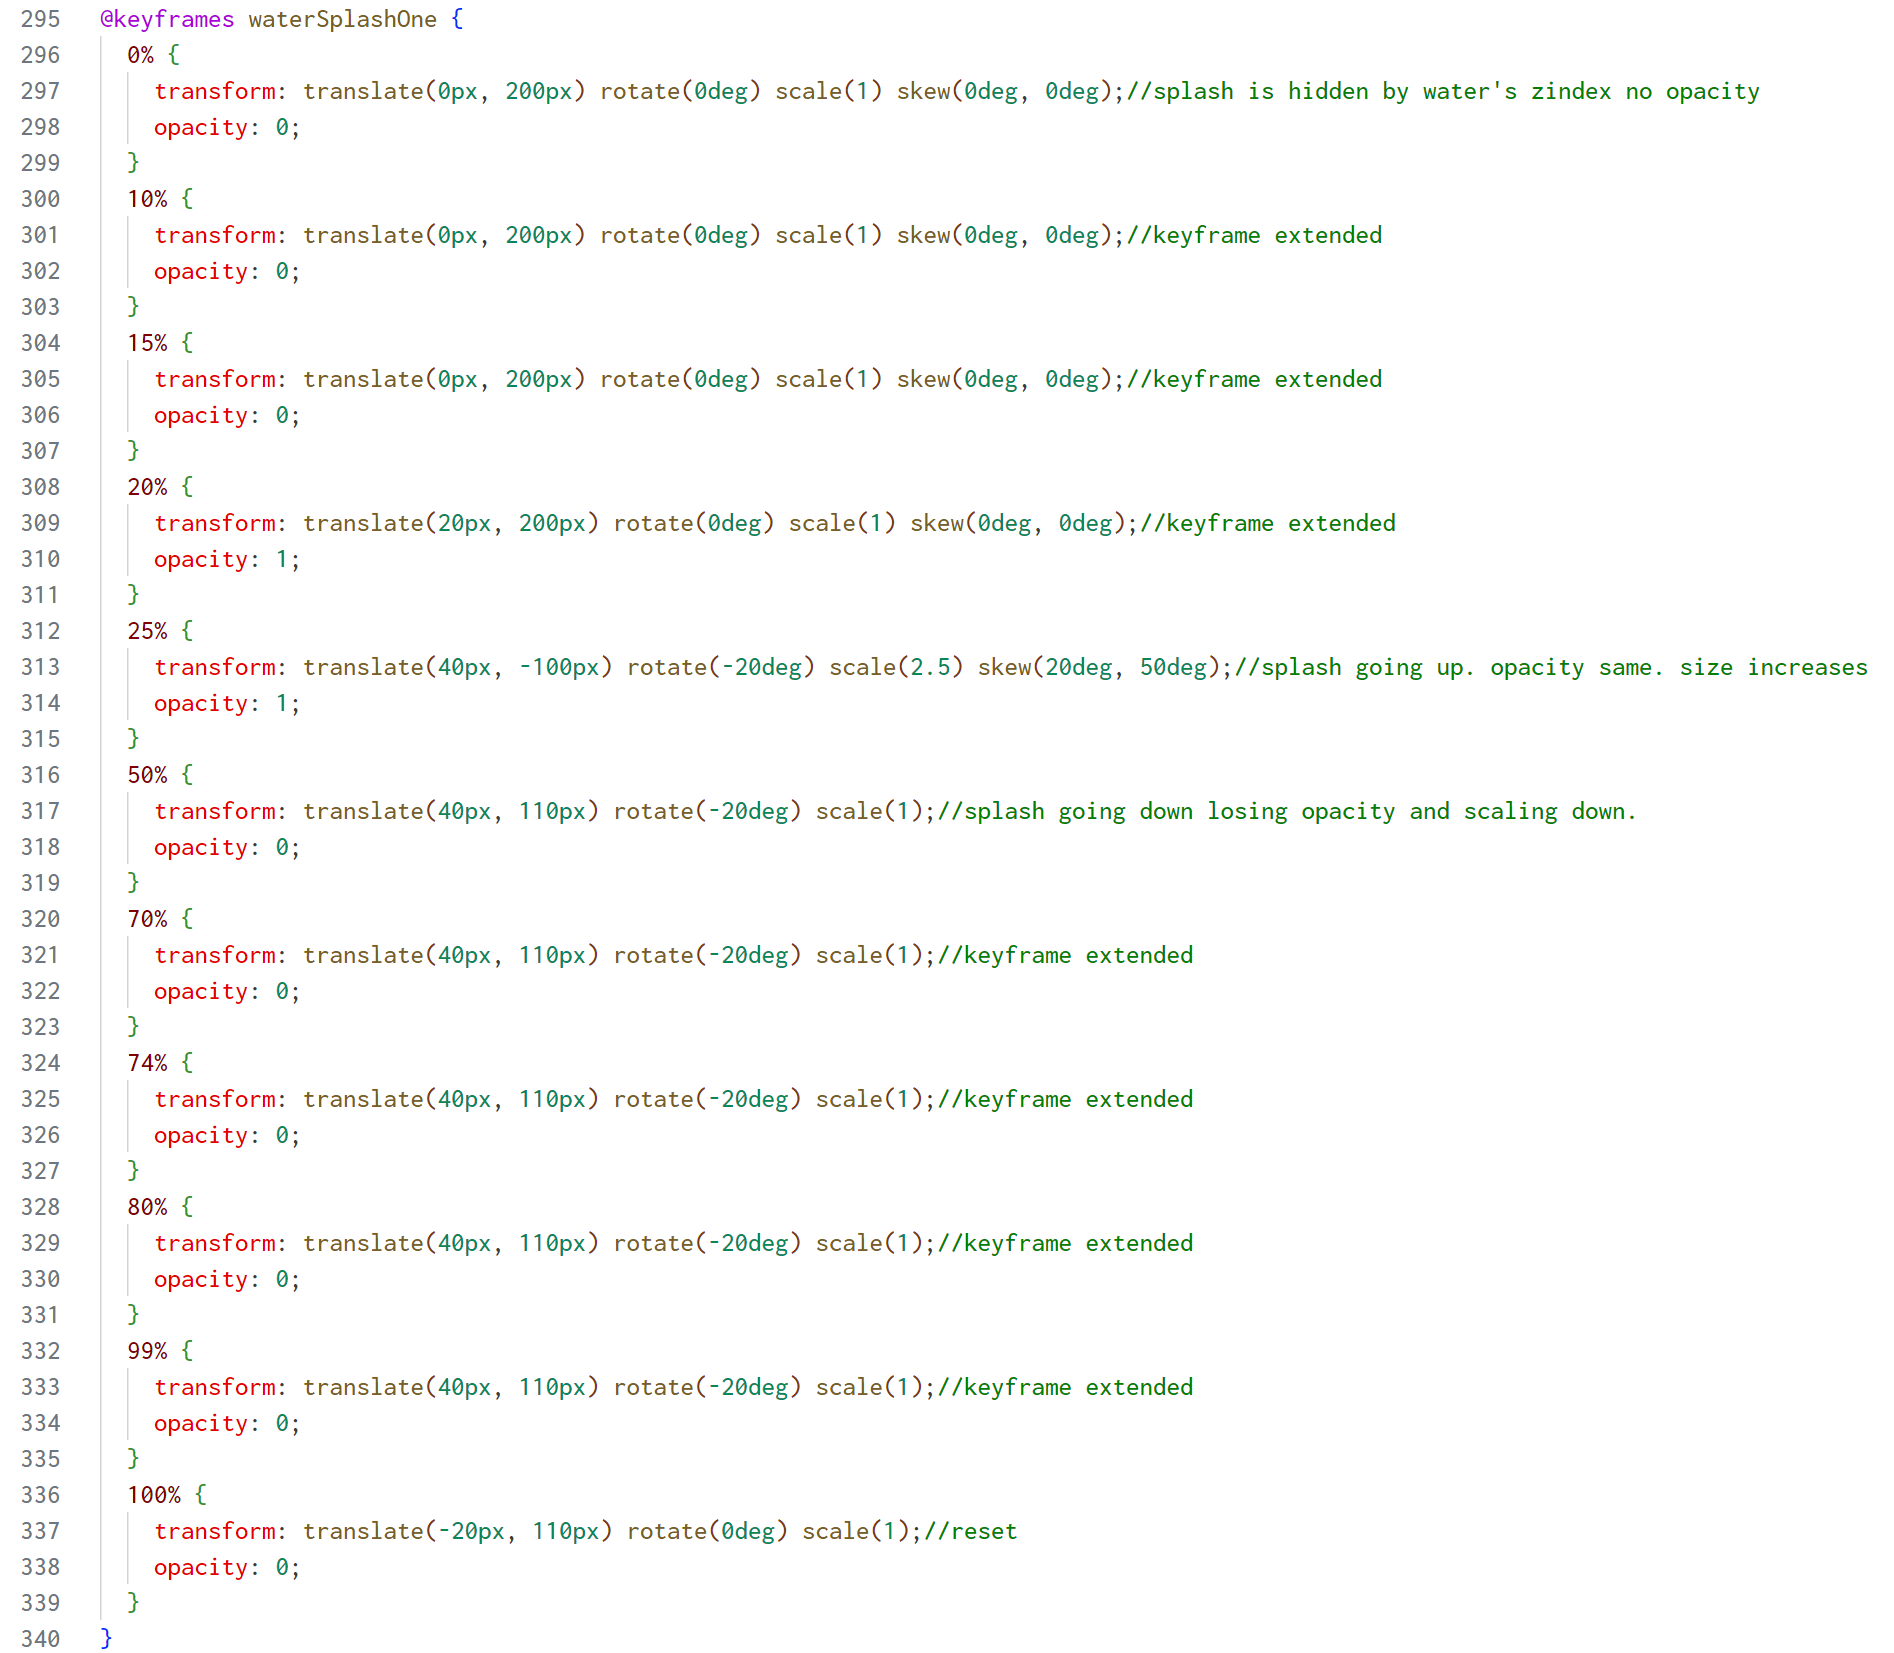 295 @keyframes waterSplashOne {
296 0% {
297 transform: translate(0px, 200px) rotate(0deg) scale(1) skew(0deg, 0deg);//splash is hidden by water's zindex no opacity
298 opacity: 0;
299 }
300 10% {
301 transform: translate(0px, 200px) rotate(0deg) scale(1) skew(0deg, 0deg);//keyframe extended
302 opacity: 0;
303 }
304 15% {
305 transform: translate(0px, 200px) rotate(0deg) scale(1) skew(0deg, 0deg);//keyframe extended
306 opacity: 0;
307 }
308 20% {
309 transform: translate(20px, 200px) rotate(0deg) scale(1) skew(0deg, 0deg);//keyframe extended
310 opacity: 1;
311 }
312 25% {
313 transform: translate(40px, -100px) rotate(-20deg) scale(2.5) skew(20deg, 50deg);//splash going up. opacity same. size increases
314 opacity: 1;
315 }
316 50% {
317 transform: translate(40px, 110px) rotate(-20deg) scale(1);//splash going down losing opacity and scaling down.
318 opacity: 0;
319 }
320 70% {
321 transform: translate(40px, 110px) rotate(-20deg) scale(1);//keyframe extended
322 opacity: 0;
323 }
324 74% {
325 transform: translate(40px, 110px) rotate(-20deg) scale(1);//keyframe extended
326 opacity: 0;
327 }
328 80% {
329 transform: translate(40px, 110px) rotate(-20deg) scale(1);//keyframe extended
330 opacity: 0;
331 }
332 99% {
333 transform: translate(40px, 110px) rotate(-20deg) scale(1);//keyframe extended
334 opacity: 0;
335 }
336 100% {
337 transform: translate(-20px, 110px) rotate(0deg) scale(1);//reset
338 opacity: 0;
339 }
340 }